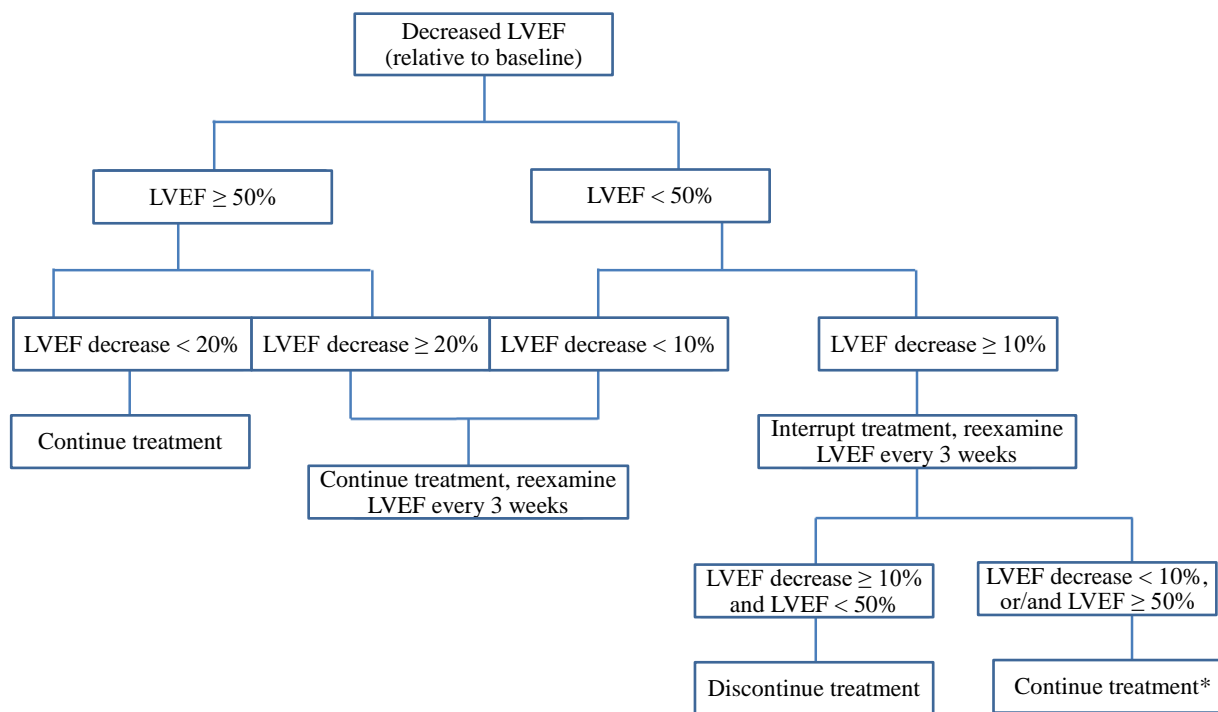 Decreased LVEF
(relative to baseline)
LVEF ≥ 50%
LVEF < 50%
LVEF decrease < 20%
LVEF decrease ≥ 20%
LVEF decrease < 10%
LVEF decrease ≥ 10%
Continue treatment
Continue treatment, reexamine
LVEF every 3 weeks
Interrupt treatment, reexamine
LVEF every 3 weeks
LVEF decrease ≥ 10%
and LVEF < 50%
LVEF decrease < 10%,
or/and LVEF ≥ 50%
Discontinue treatment
Continue treatment*